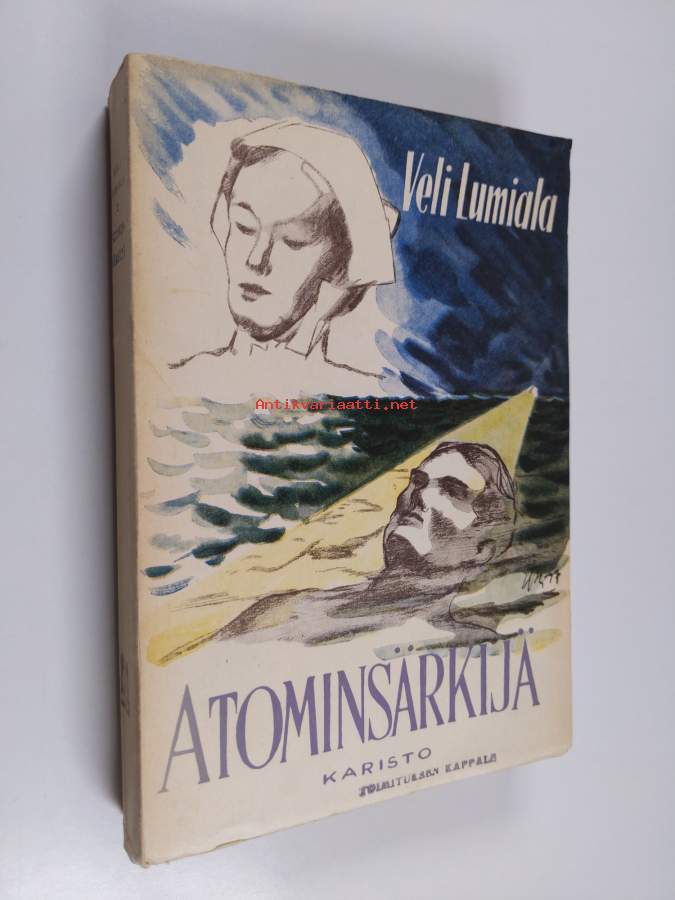 Veli Lumiala
Antikvariaatti.net
ATOMINSÄRKIJÄ
KARISTO
TOIMITUKSEN KAPPALE